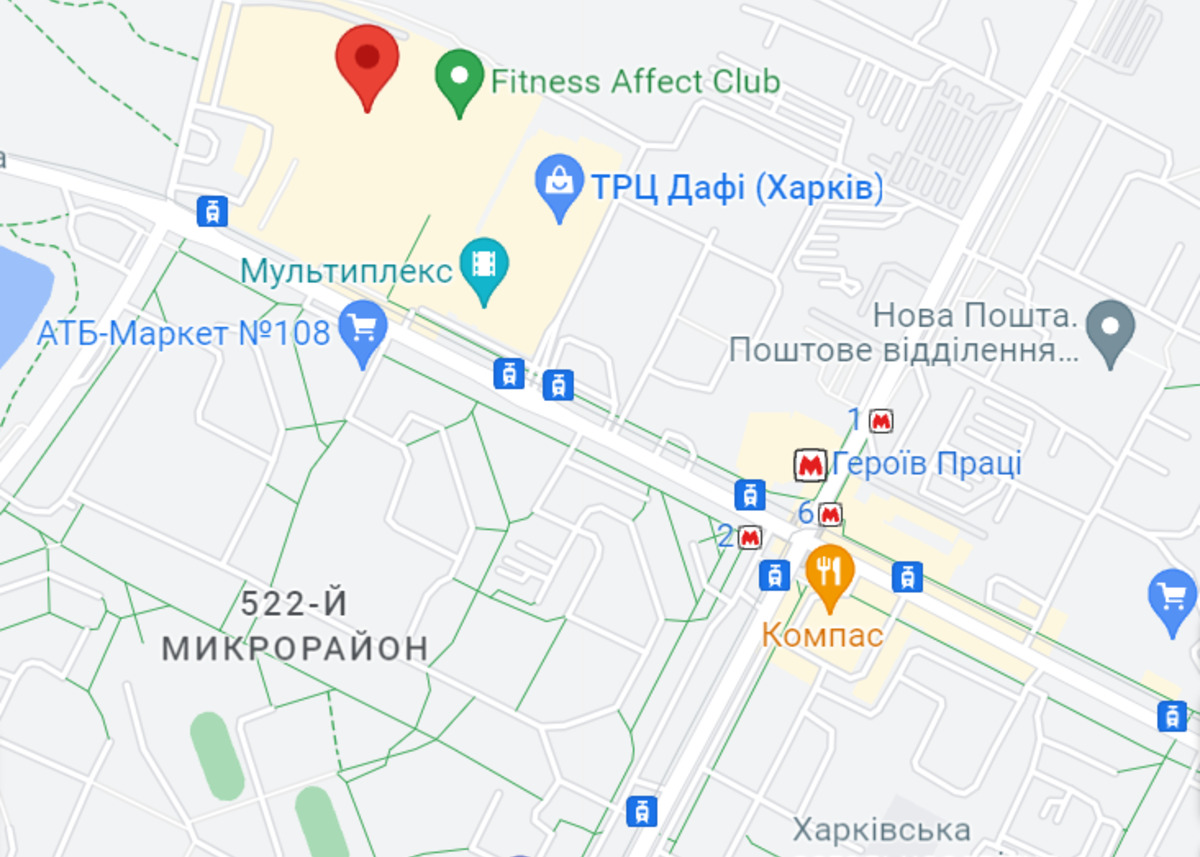 Fitness Affect Club
а
ТРЦ Дафі (Харків)
Мультиплекс
АТБ-Маркет №108
Нова Пошта.
Поштове відділення...
1
Героїв Праці
6
2
522-Й
МИКРОРАЙОН
Компас
Харківська